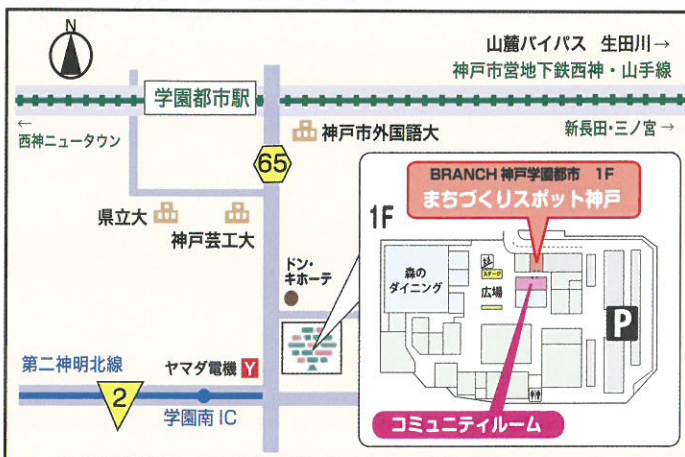 N
山麓バイパス 生田川→
神戸市営地下鉄西神・山手線
学園都市駅
←
西神ニュータウン
神戸市外国語大
新長田・三ノ宮→
65
県立大
神戸芸工大
ドン・
キホーテ
第二神明北線
2
ヤマダ電機 Y
学園南IC
BRANCH 神戸学園都市 1F
まちづくりスポット神戸
1F
森の
ダイニング
ステージ
広場
P
コミュニティルーム